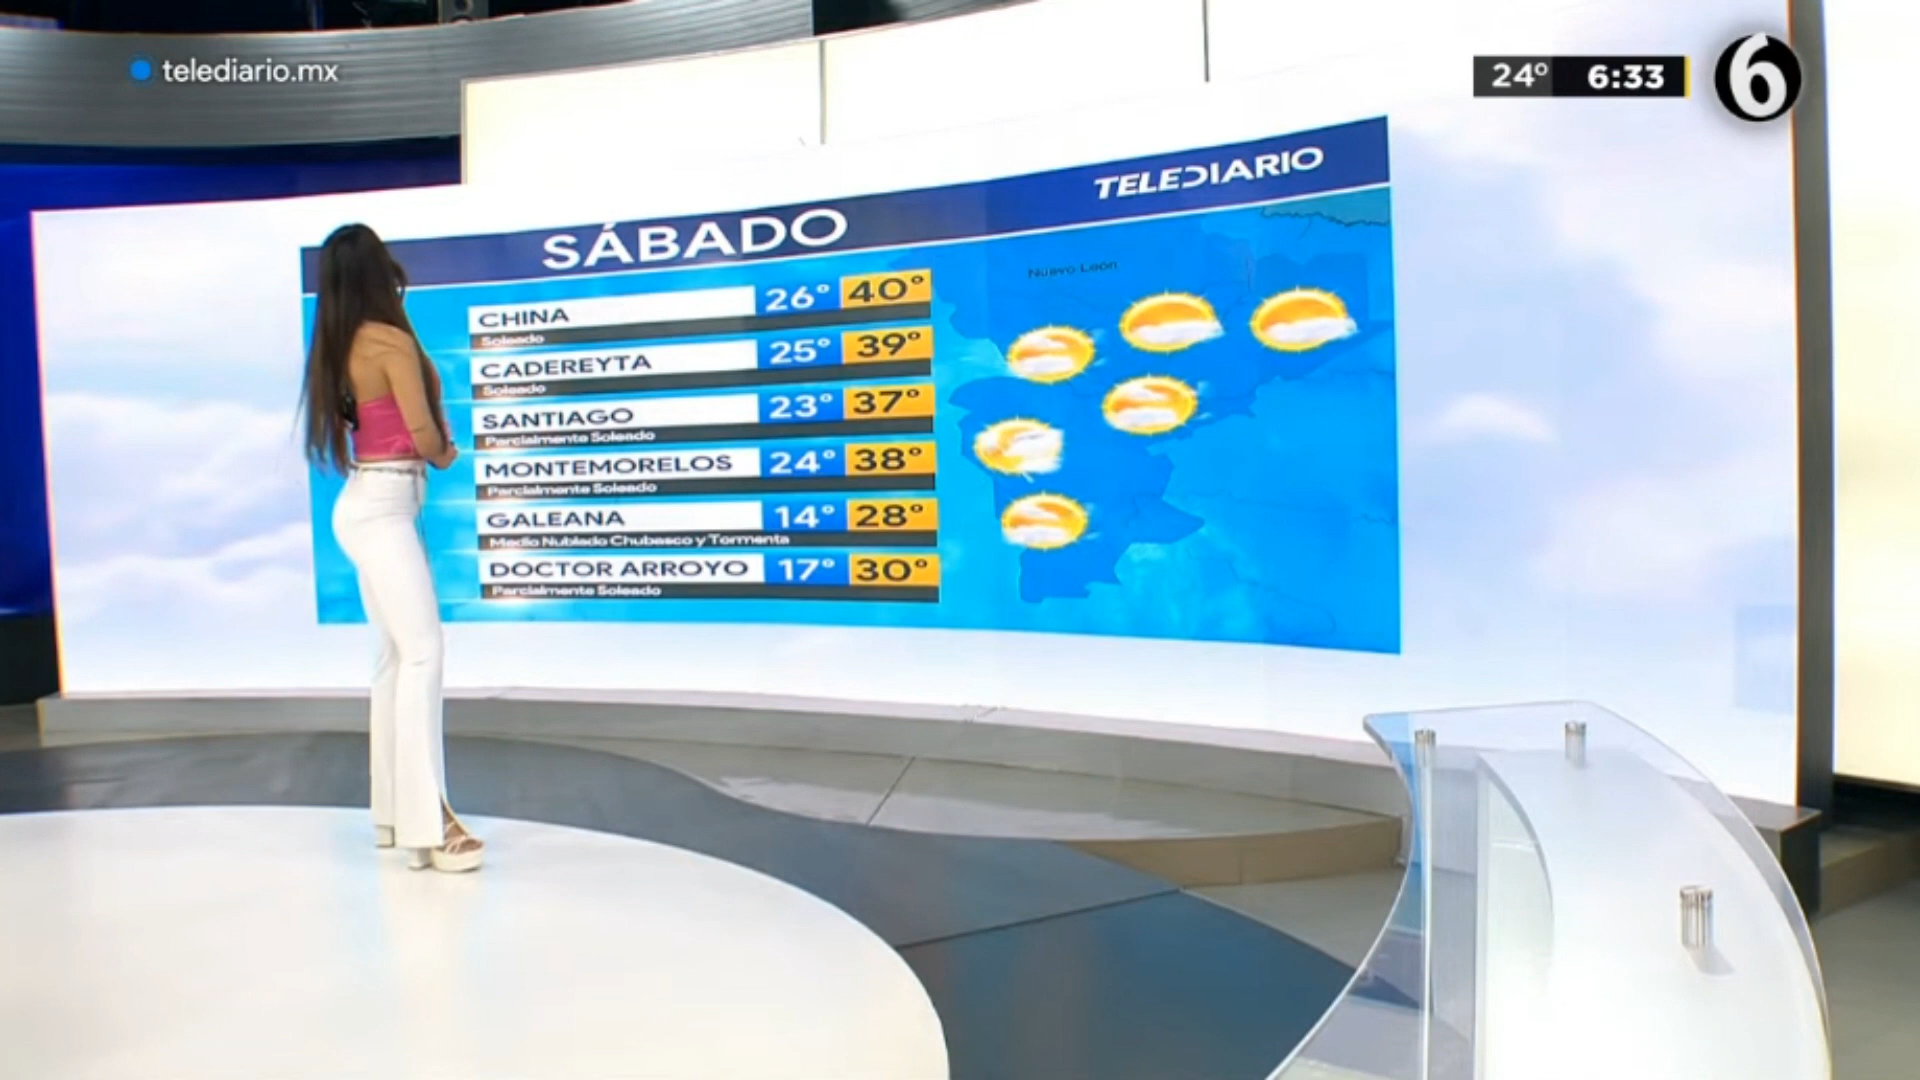 telediario.mx
24° 6:33
6
TELEDIARIO
SÁBADO
CHINA 26° 40°
Soleado
CADEREYTA 25° 39°
Soleado
SANTIAGO 23° 37°
Parcialmente Soleado
MONTEMORELOS 24° 38°
Parcialmente Soleado
GALEANA 14° 28°
Medio Nublado Chubasco y Tormenta
DOCTOR ARROYO 17° 30°
Parcialmente Soleado
Nuevo León